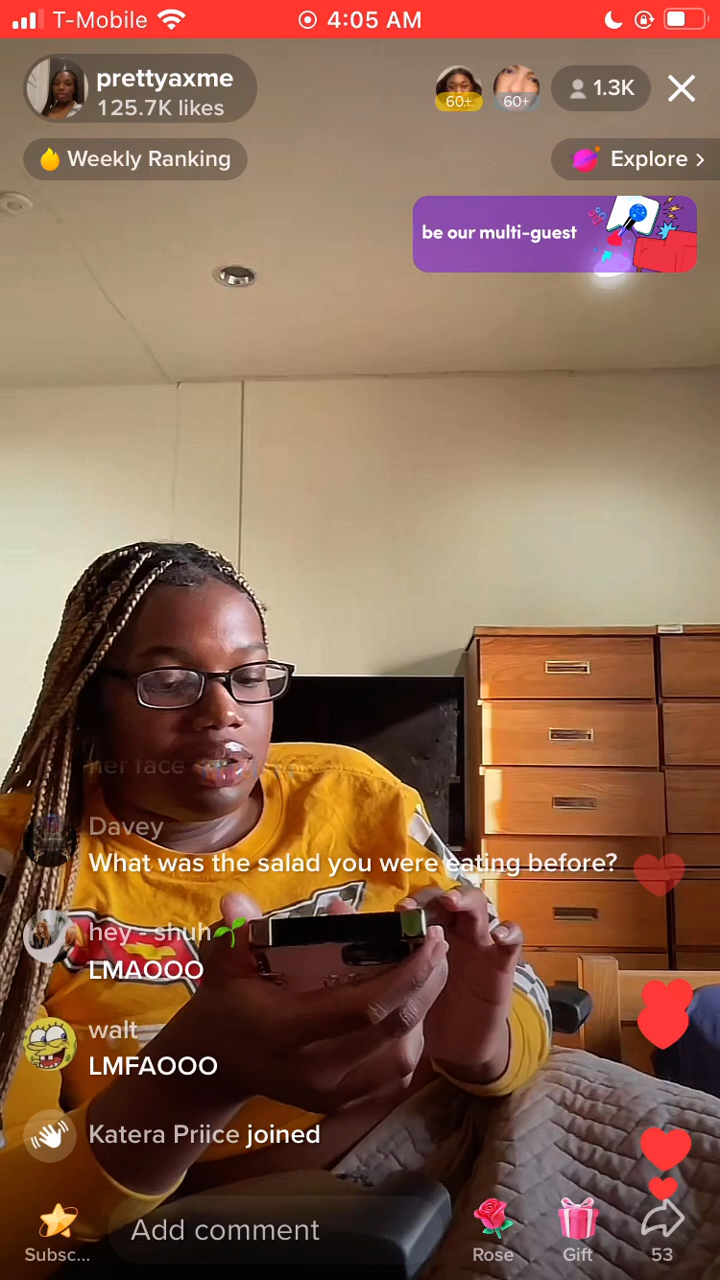 T-Mobile
4:05 AM
prettyaxme
125.7K likes
60+
60+
1.3K
Weekly Ranking
Explore
be our multi-guest
her face
Davey
What was the salad you were eating before?
hey - shuh🌱
LMAOOO
walt
LMFAOOO
Katera Priice joined
Subsc...
Add comment
Rose
Gift
53